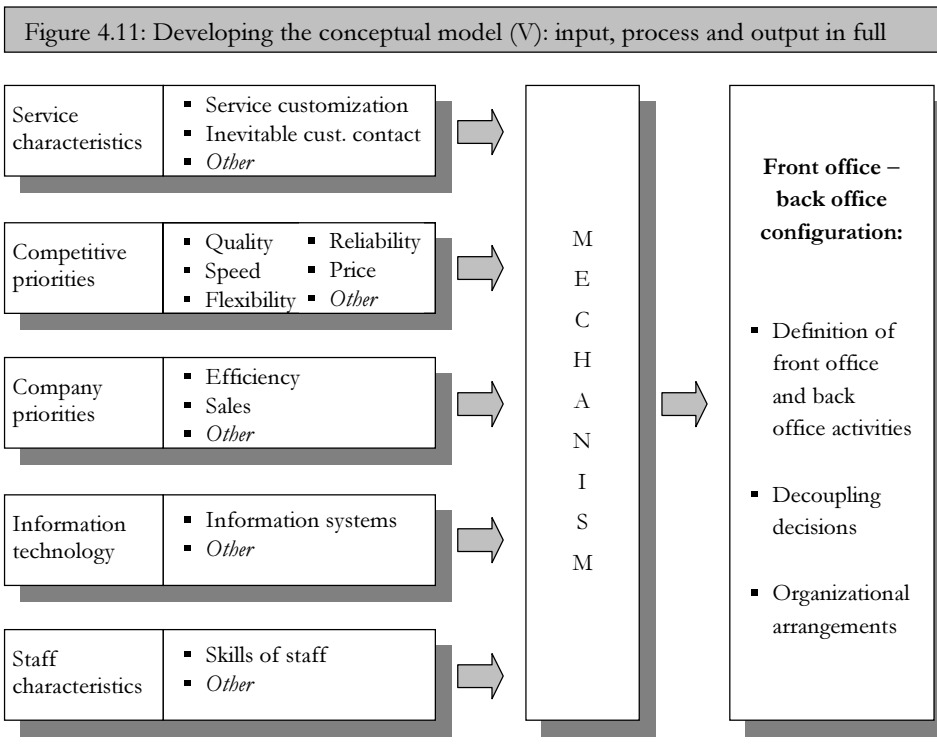 Figure 4.11: Developing the conceptual model (V): input, process and output in full
Service
characteristics
▪ Service customization
▪ Inevitable cust. contact
▪ Other
Competitive
priorities
▪ Quality
▪ Speed
▪ Flexibility
▪ Reliability
▪ Price
▪ Other
Company
priorities
▪ Efficiency
▪ Sales
▪ Other
Information
technology
▪ Information systems
▪ Other
Staff
characteristics
▪ Skills of staff
▪ Other
M
E
C
H
A
N
I
S
M
Front office –
back office
configuration:
▪ Definition of
front office
and back
office activities
▪ Decoupling
decisions
▪ Organizational
arrangements